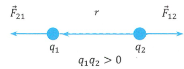 F⃗₂₁ r F⃗₁₂
q₁ q₂
q₁q₂ > 0